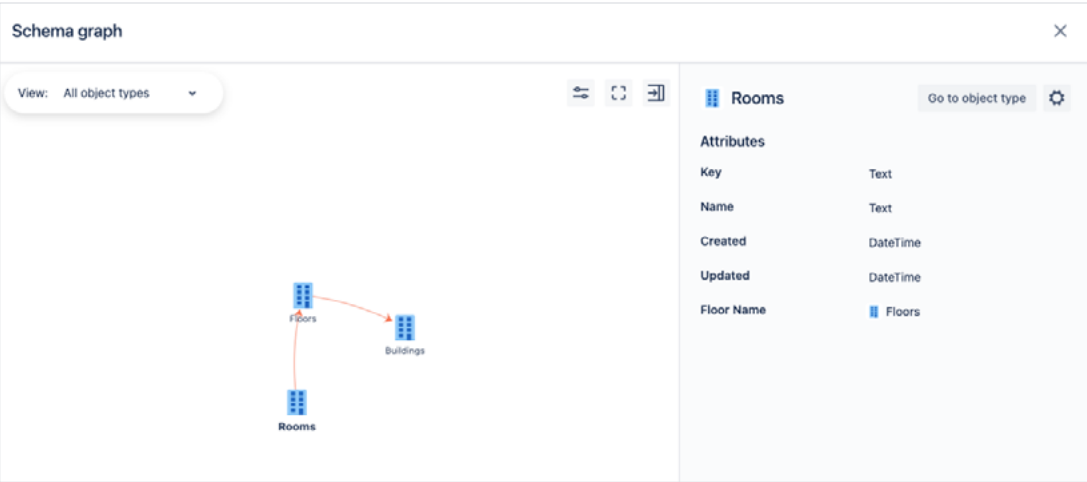 Schema graph
View: All object types
Floors
Buildings
Rooms
Rooms Go to object type
Attributes
Key Text
Name Text
Created DateTime
Updated DateTime
Floor Name Floors